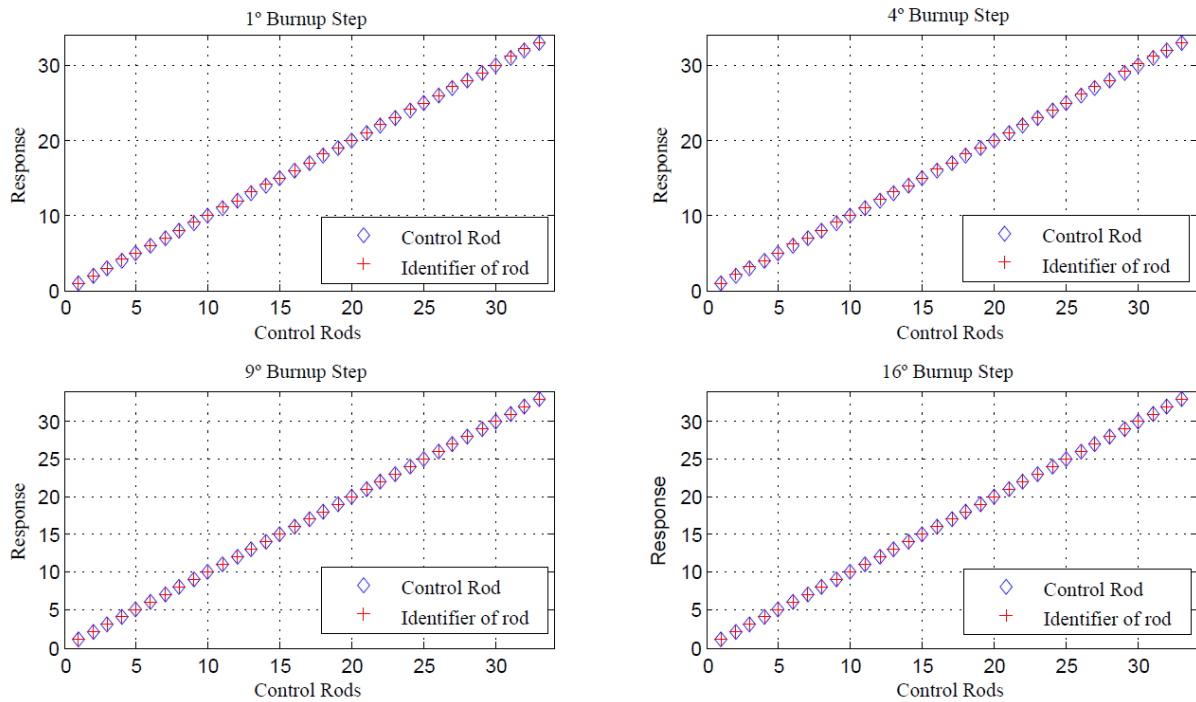 1º Burnup Step
Response
30
20
10
0
Control Rod
Identifier of rod
0 5 10 15 20 25 30
Control Rods
4º Burnup Step
Response
30
20
10
0
Control Rod
Identifier of rod
0 5 10 15 20 25 30
Control Rods
9º Burnup Step
Response
30
25
20
15
10
5
0
Control Rod
Identifier of rod
0 5 10 15 20 25 30
Control Rods
16º Burnup Step
Response
30
25
20
15
10
5
0
Control Rod
Identifier of rod
0 5 10 15 20 25 30
Control Rods